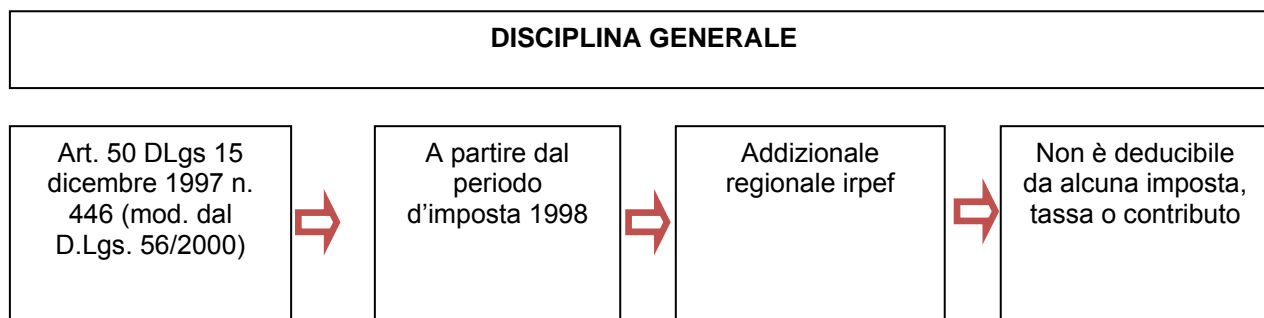 DISCIPLINA GENERALE
Art. 50 DLgs 15
dicembre 1997 n.
446 (mod. dal
D.Lgs. 56/2000)
A partire dal
periodo
d'imposta 1998
Addizionale
regionale irpef
Non è deducibile
da alcuna imposta,
tassa o contributo